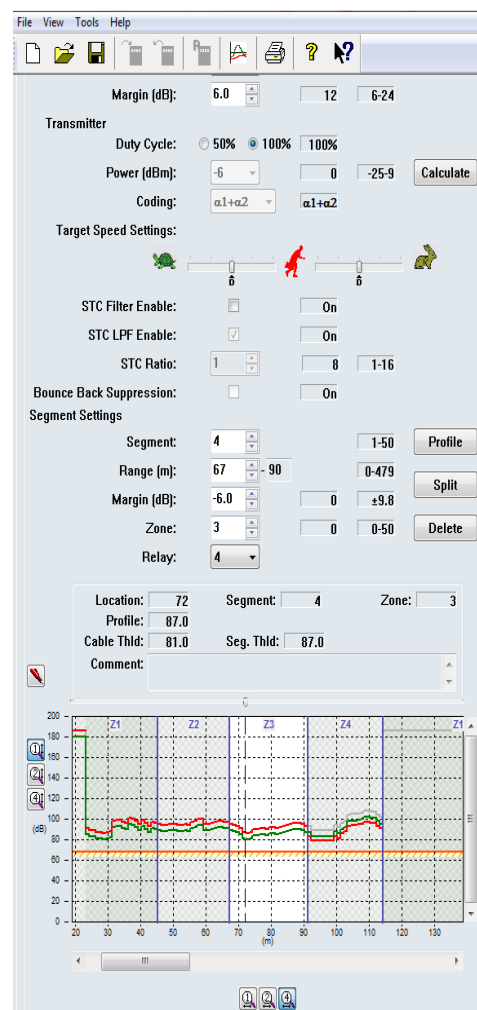 File View Tools Help
Margin (dB): 6.0 12 6-24
Transmitter
Duty Cycle: 50% 100% 100%
Power (dBm): -6 0 -25-9 Calculate
Coding: α1+α2 α1+α2
Target Speed Settings:
D D
STC Filter Enable: On
STC LPF Enable: On
STC Ratio: 1 8 1-16
Bounce Back Suppression: On
Segment Settings
Segment: 4 1-50 Profile
Range (m): 67 - 90 0-479
Split
Margin (dB): -6.0 0 ±9.8
Zone: 3 0 0-50 Delete
Relay: 4
Location: 72 Segment: 4 Zone: 3
Profile: 87.0
Cable Thld: 81.0 Seg. Thld: 87.0
Comment:
200
Z1 Z2 Z3 Z4 Z1
180
160
140
120
100
(dB)
80
60
40
20
0
20 30 40 50 60 70 80 90 100 110 120 130
(m)
1 2 4